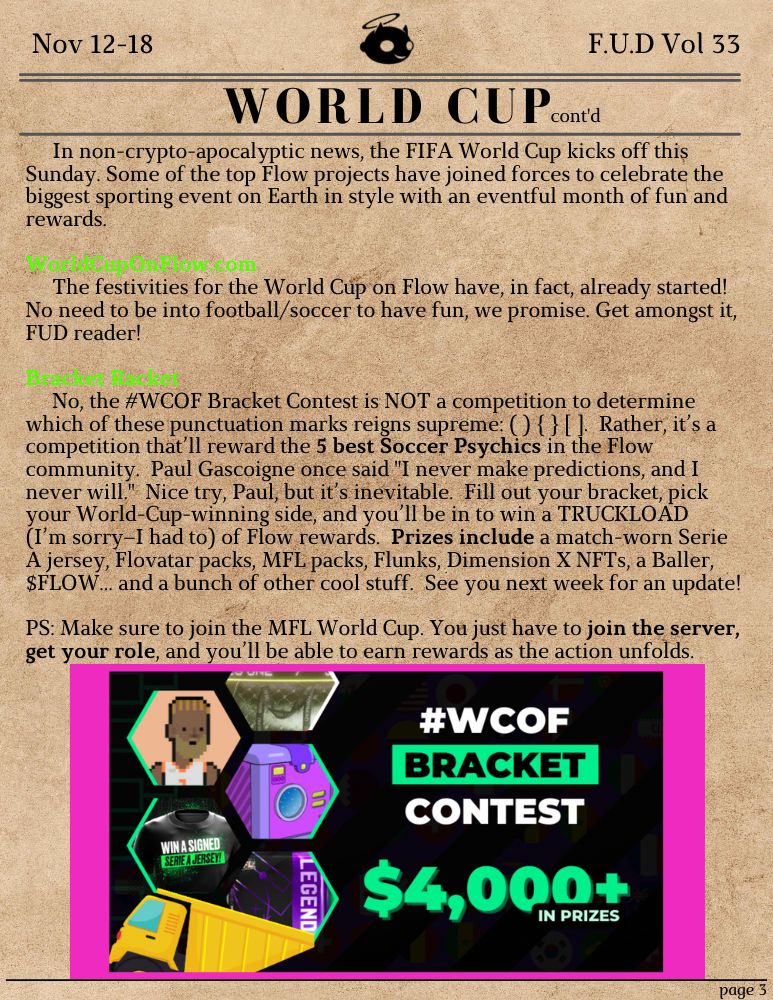 Nov 12-18
F.U.D Vol 33
WORLD CUP cont'd
In non-crypto-apocalyptic news, the FIFA World Cup kicks off this
Sunday. Some of the top Flow projects have joined forces to celebrate the
biggest sporting event on Earth in style with an eventful month of fun and
rewards.
WorldCupOnFlow.com
The festivities for the World Cup on Flow have, in fact, already started!
No need to be into football/soccer to have fun, we promise. Get amongst it,
FUD reader!
Bracket Racket
No, the #WCOF Bracket Contest is NOT a competition to determine
which of these punctuation marks reigns supreme: ( ) { } [ ].  Rather, it's a
competition that'll reward the 5 best Soccer Psychics in the Flow
community.  Paul Gascoigne once said "I never make predictions, and I
never will."  Nice try, Paul, but it's inevitable.  Fill out your bracket, pick
your World-Cup-winning side, and you'll be in to win a TRUCKLOAD
(I'm sorry–I had to) of Flow rewards.  Prizes include a match-worn Serie
A jersey, Flovatar packs, MFL packs, Flunks, Dimension X NFTs, a Baller,
$FLOW... and a bunch of other cool stuff.  See you next week for an update!
PS: Make sure to join the MFL World Cup. You just have to join the server,
get your role, and you'll be able to earn rewards as the action unfolds.
#WCOF
BRACKET
CONTEST
$4,000+
IN PRIZES
WIN A SIGNED
SERIE A JERSEY!
LEGEND
page 3